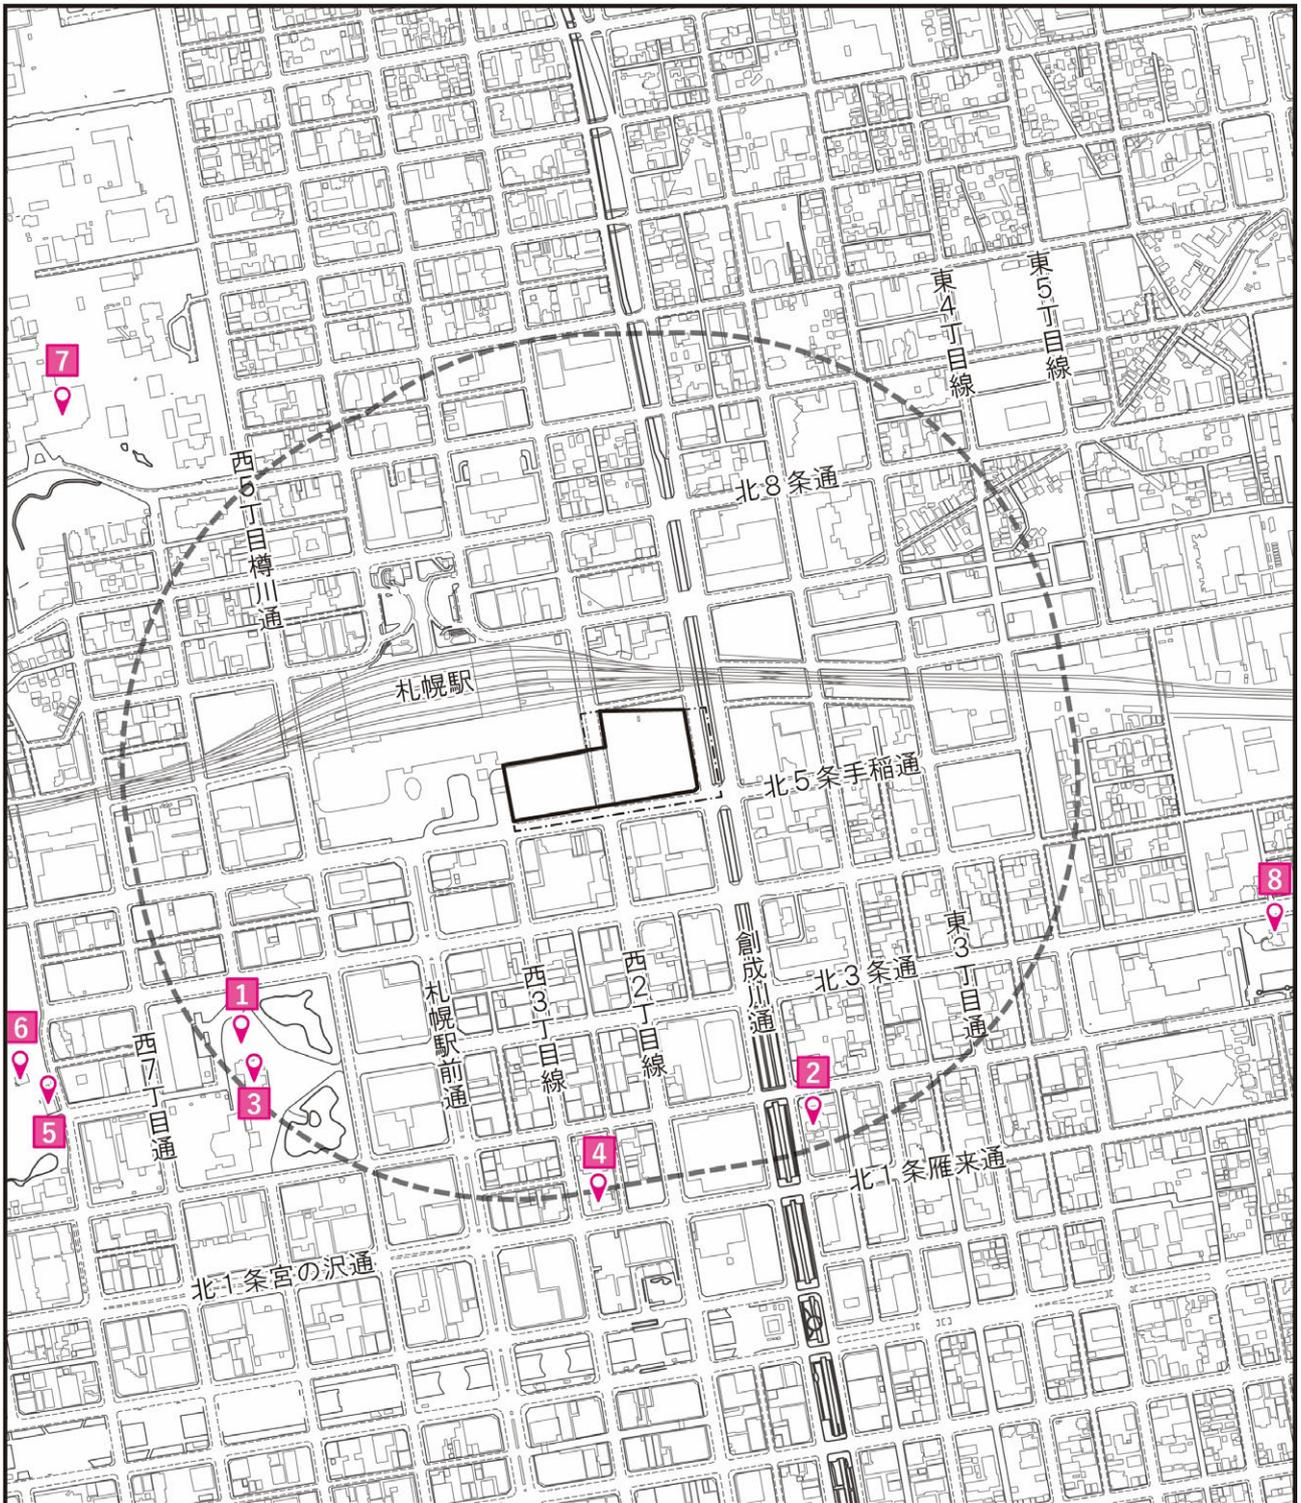 東4丁目線
東5丁目線
7
西5丁目樽川通
北8条通
札幌駅
北5条手稲通
8
1
6
札幌駅前通
西3丁目線
西2丁目線
創成川通
北3条通
東3丁目通
西7丁目通
2
3
5
4
北1条雁来通
北1条宮の沢通